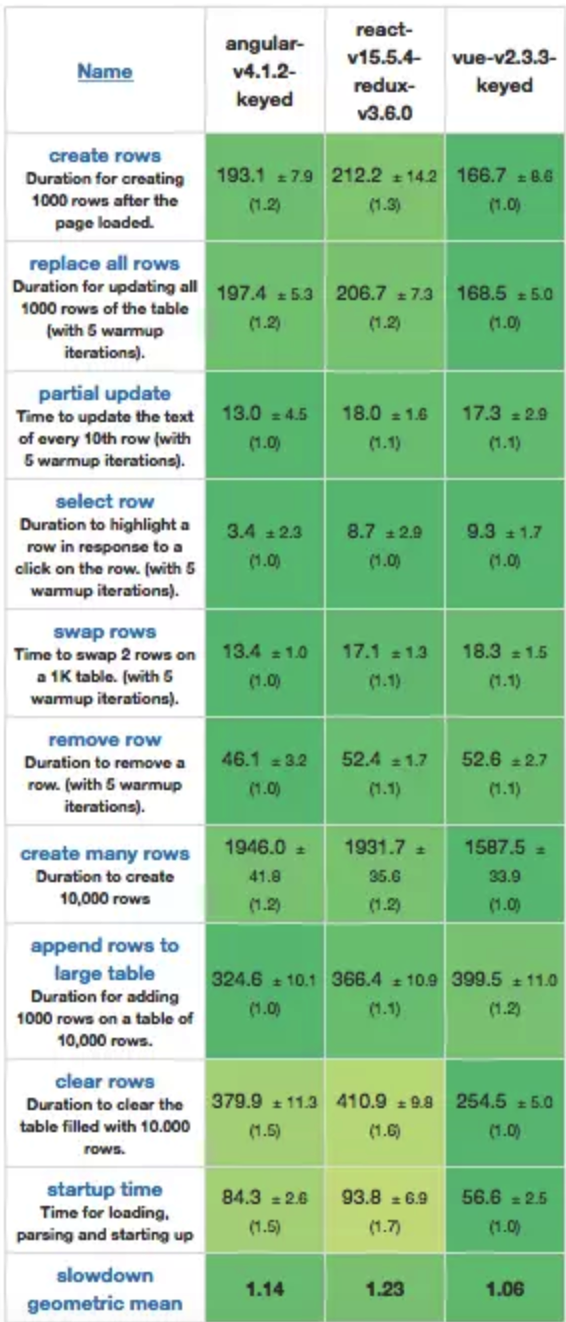 Name
angular-
v4.1.2-
keyed
react-
v15.5.4-
redux-
v3.6.0
vue-v2.3.3-
keyed
create rows
Duration for creating
1000 rows after the
page loaded.
193.1 ± 7.9
(1.2)
212.2 ± 14.2
(1.3)
166.7 ± 8.6
(1.0)
replace all rows
Duration for updating all
1000 rows of the table
(with 5 warmup
iterations).
197.4 ± 5.3
(1.2)
206.7 ± 7.3
(1.2)
168.5 ± 5.0
(1.0)
partial update
Time to update the text
of every 10th row (with
5 warmup iterations).
13.0 ± 4.5
(1.0)
18.0 ± 1.6
(1.1)
17.3 ± 2.9
(1.1)
select row
Duration to highlight a
row in response to a
click on the row. (with 5
warmup iterations).
3.4 ± 2.3
(1.0)
8.7 ± 2.9
(1.0)
9.3 ± 1.7
(1.0)
swap rows
Time to swap 2 rows on
a 1K table. (with 5
warmup iterations).
13.4 ± 1.0
(1.0)
17.1 ± 1.3
(1.1)
18.3 ± 1.5
(1.1)
remove row
Duration to remove a
row. (with 5 warmup
iterations).
46.1 ± 3.2
(1.0)
52.4 ± 1.7
(1.1)
52.6 ± 2.7
(1.1)
create many rows
Duration to create
10,000 rows
1946.0 ±
41.8
(1.2)
1931.7 ±
35.6
(1.2)
1587.5 ±
33.9
(1.0)
append rows to
large table
Duration for adding
1000 rows on a table of
10,000 rows.
324.6 ± 10.1
(1.0)
366.4 ± 10.9
(1.1)
399.5 ± 11.0
(1.2)
clear rows
Duration to clear the
table filled with 10.000
rows.
379.9 ± 11.3
(1.5)
410.9 ± 9.8
(1.6)
254.5 ± 5.0
(1.0)
startup time
Time for loading,
parsing and starting up
84.3 ± 2.6
(1.5)
93.8 ± 6.9
(1.7)
56.6 ± 2.5
(1.0)
slowdown
geometric mean
1.14
1.23
1.06